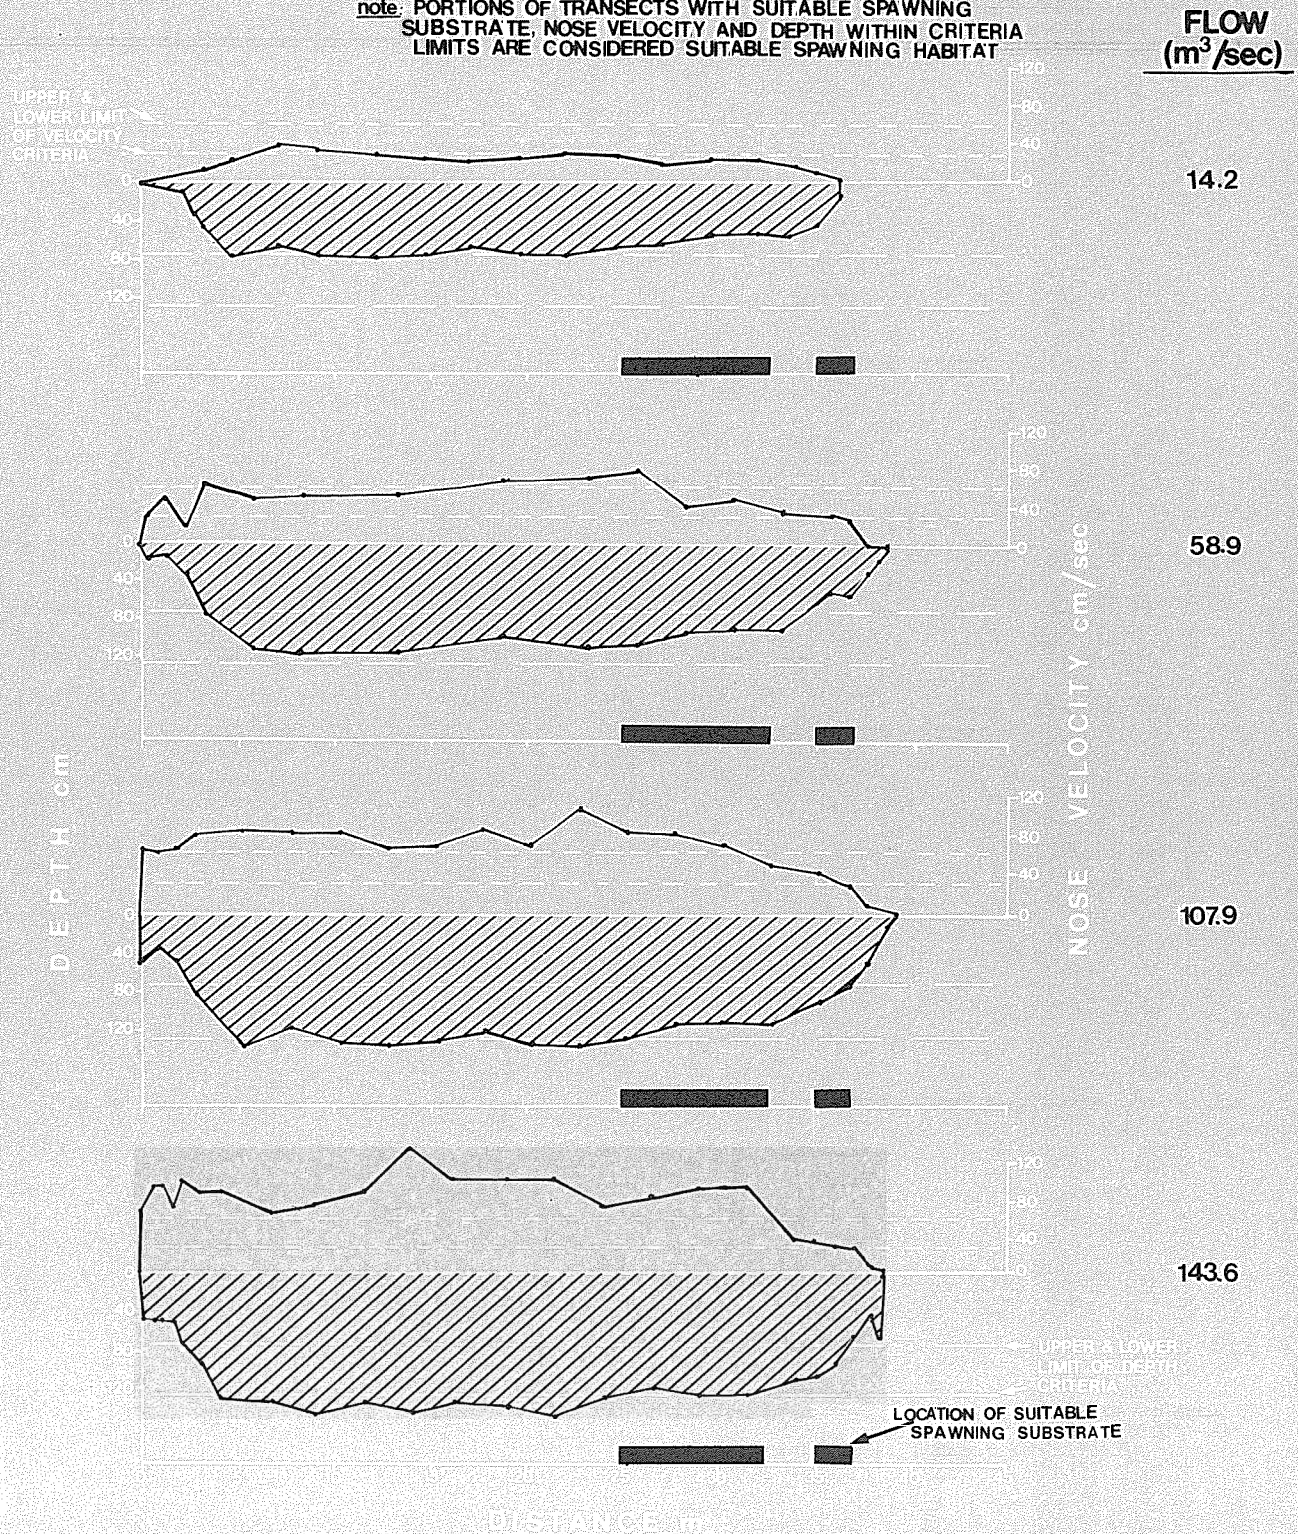 note: PORTIONS OF TRANSECTS WITH SUITABLE SPAWNING
SUBSTRATE, NOSE VELOCITY AND DEPTH WITHIN CRITERIA
LIMITS ARE CONSIDERED SUITABLE SPAWNING HABITAT
FLOW
(m³/sec)
UPPER &
LOWER LIMIT
OF VELOCITY
CRITERIA
120
80
40
0
0
40
80
120
14.2
120
80
40
0
0
40
80
120
58.9
DEPTH cm
NOSE VELOCITY cm/sec
120
80
40
0
0
40
80
120
107.9
120
80
40
0
40
80
143.6
UPPER & LOWER
LIMIT OF DEPTH
CRITERIA
LOCATION OF SUITABLE
SPAWNING SUBSTRATE
DISTANCE m